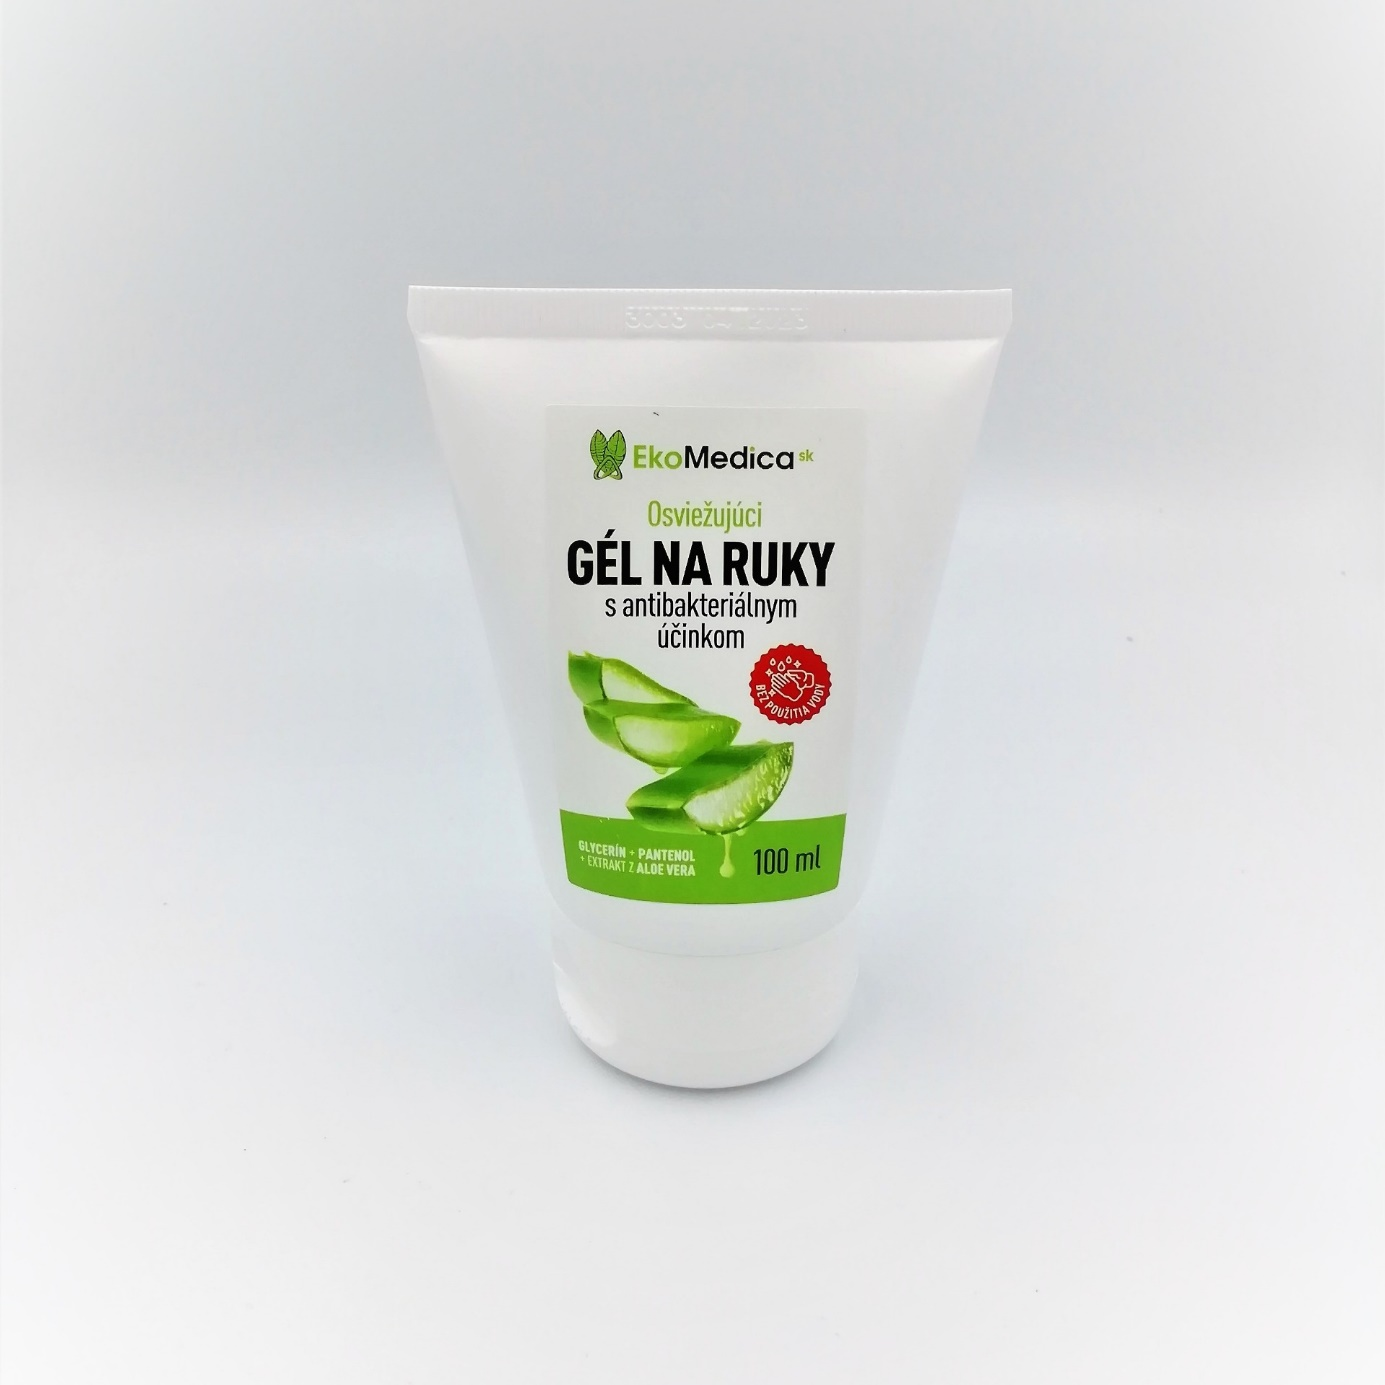 EkoMedica sk
Osviežujúci
GÉL NA RUKY
s antibakteriálnym
účinkom
BEZ POUŽITIA VODY
GLYCERÍN + PANTENOL
+ EXTRAKT Z ALOE VERA
100 ml